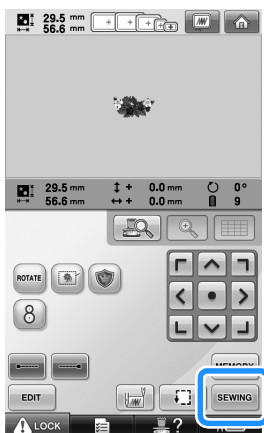 29.5 mm
56.6 mm
29.5 mm + 0.0 mm 0°
56.6 mm + 0.0 mm 9
ROTATE
8
MEMORY
EDIT SEWING
LOCK ?